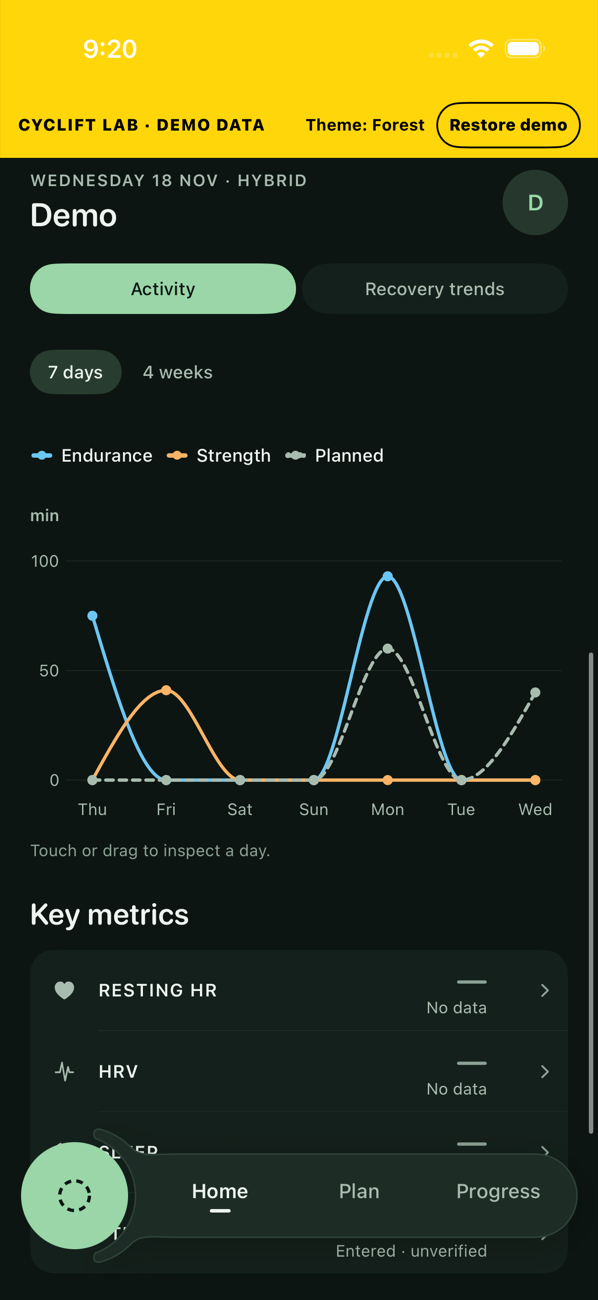 9:20
CYCLIFT LAB · DEMO DATA Theme: Forest Restore demo
WEDNESDAY 18 NOV · HYBRID
Demo
D
Activity Recovery trends
7 days 4 weeks
Endurance Strength Planned
min
100
50
0
Thu Fri Sat Sun Mon Tue Wed
Touch or drag to inspect a day.
Key metrics
RESTING HR
No data
HRV
No data
Home Plan Progress
Entered · unverified